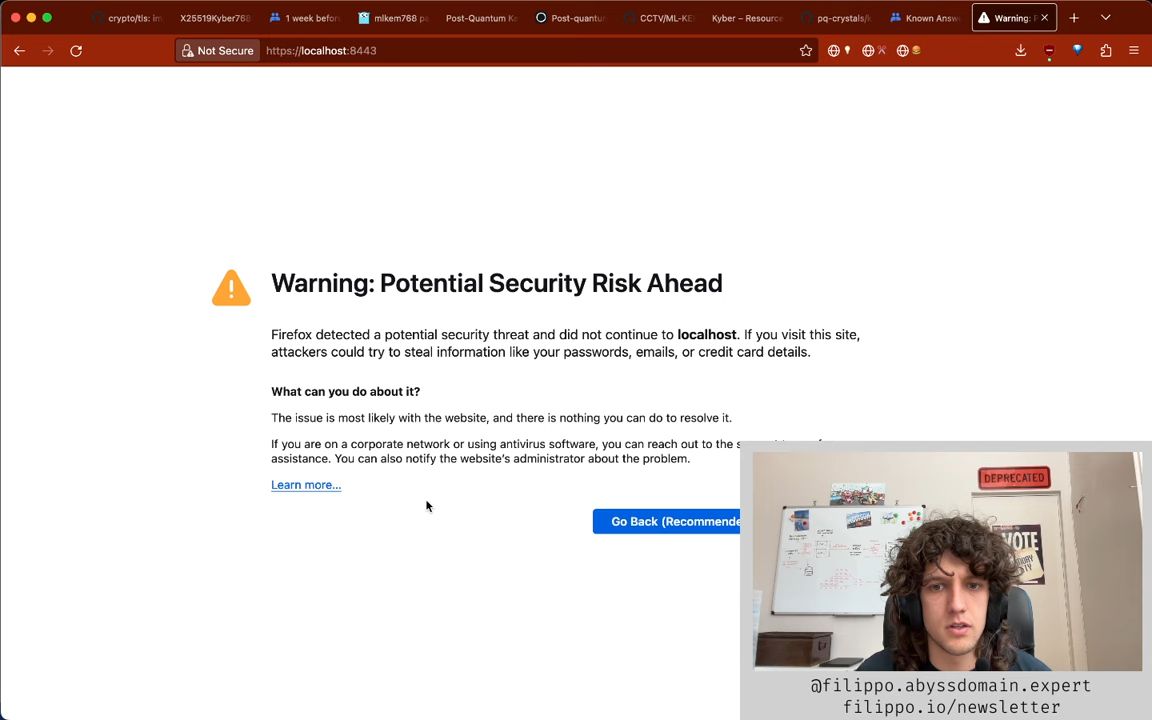 crypto/tls: im
X25519Kyber768
1 week befor
mlkem768 pa
Post-Quantum Ke
Post-quantum
CCTV/ML-KE
Kyber – Resource
pq-crystals/k
Known Answ
Warning: P
Not Secure
https://localhost:8443
Warning: Potential Security Risk Ahead
Firefox detected a potential security threat and did not continue to localhost. If you visit this site,
attackers could try to steal information like your passwords, emails, or credit card details.
What can you do about it?
The issue is most likely with the website, and there is nothing you can do to resolve it.
If you are on a corporate network or using antivirus software, you can reach out to the
assistance. You can also notify the website's administrator about the problem.
Learn more...
Go Back (Recommende
DEPRECATED
VOTE
@filippo.abyssdomain.expert
filippo.io/newsletter